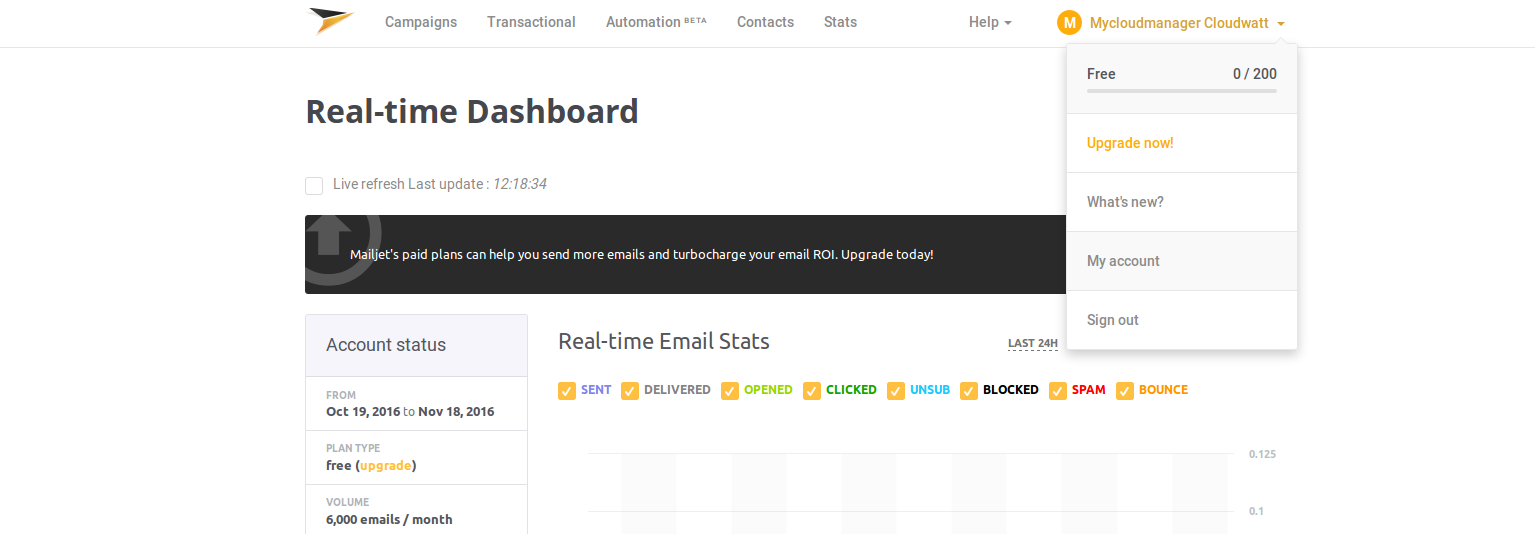 Campaigns Transactional Automation BETA Contacts Stats Help M Mycloudmanager Cloudwatt
Free 0 / 200
Upgrade now!
What's new?
My account
Sign out
Real-time Dashboard
Live refresh Last update : 12:18:34
Mailjet's paid plans can help you send more emails and turbocharge your email ROI. Upgrade today!
Account status
FROM
Oct 19, 2016 to Nov 18, 2016
PLAN TYPE
free (upgrade)
VOLUME
6,000 emails / month
Real-time Email Stats LAST 24H
SENT DELIVERED OPENED CLICKED UNSUB BLOCKED SPAM BOUNCE
0.125
0.1